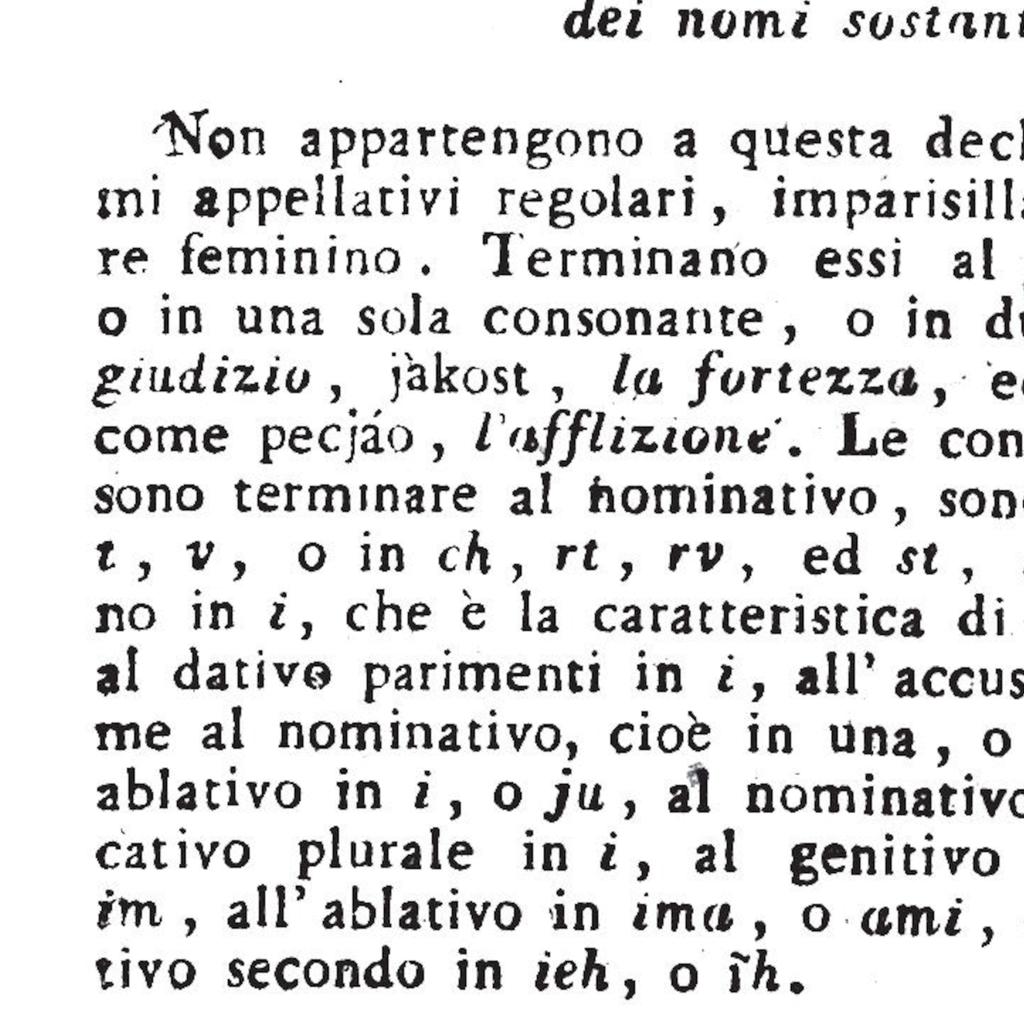 dei nomi sostant
Non appartengono a questa decl
mi appellativi regolari, imparisilla
re feminino. Terminano essi al
o in una sola consonante, o in du
giudizio, jàkost, la fortezza, ed
come pecjáo, l'afflizione. Le con
sono terminare al nominativo, sono
t, v, o in ch, rt, rv, ed st,
no in i, che è la caratteristica di
al dativo parimenti in i, all' accus
me al nominativo, cioè in una, o
ablativo in i, o ju, al nominativo
cativo plurale in i, al genitivo
im, all' ablativo in ima, o ami,
tivo secondo in ieh, o ĩh.